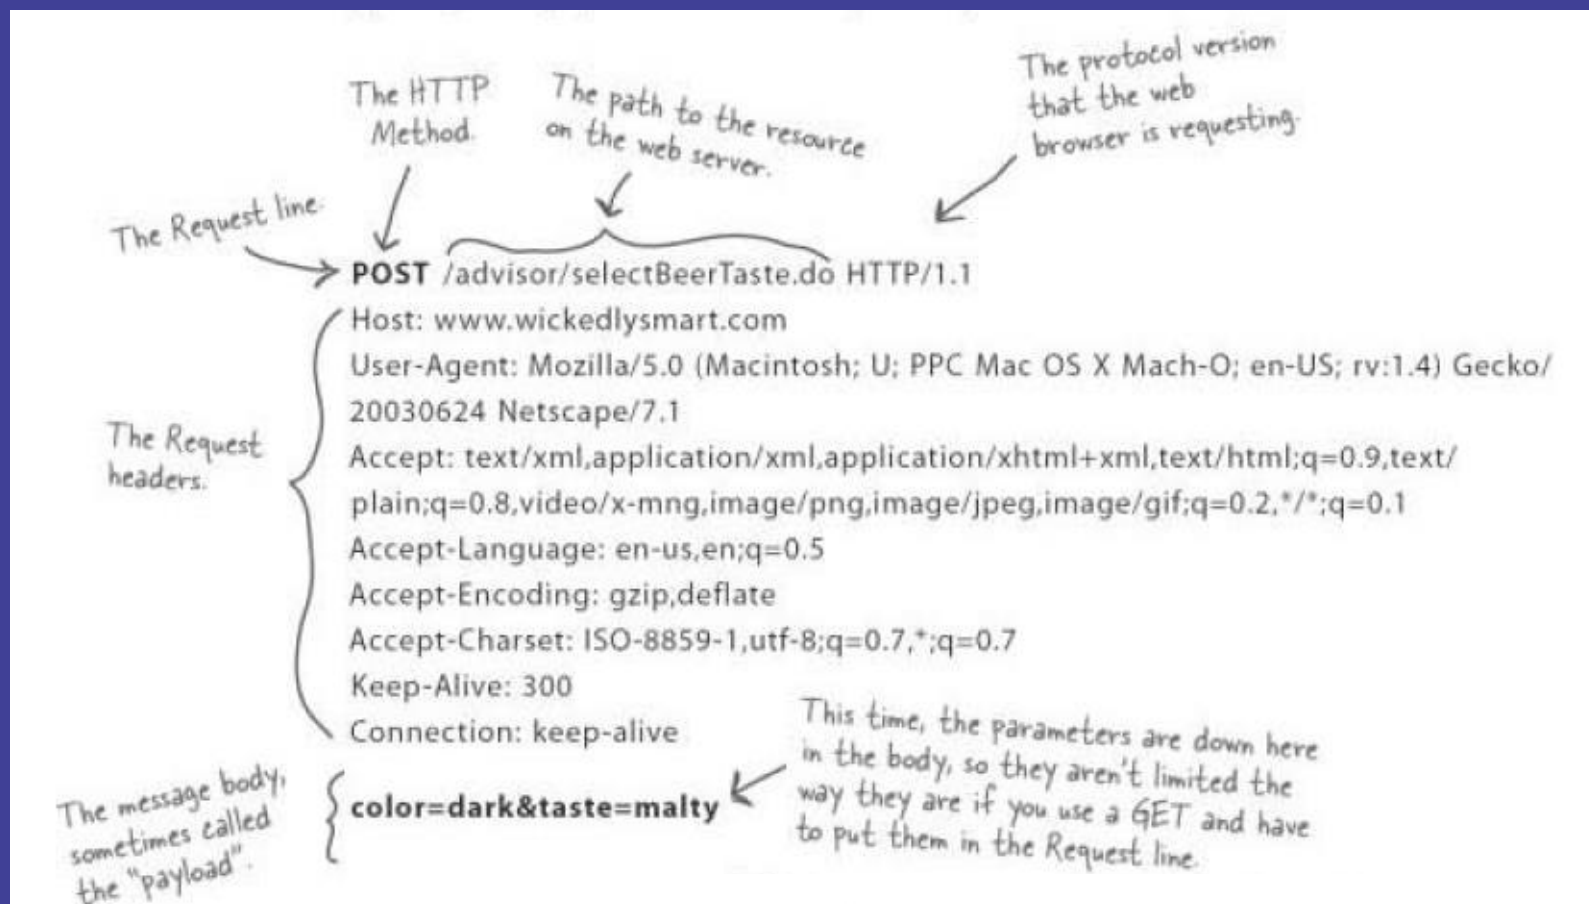 The HTTP
Method.
The path to the resource
on the web server.
The protocol version
that the web
browser is requesting.
The Request line.
POST /advisor/selectBeerTaste.do HTTP/1.1
Host: www.wickedlysmart.com
User-Agent: Mozilla/5.0 (Macintosh; U; PPC Mac OS X Mach-O; en-US; rv:1.4) Gecko/
20030624 Netscape/7.1
The Request
headers.
Accept: text/xml,application/xml,application/xhtml+xml,text/html;q=0.9,text/
plain;q=0.8,video/x-mng,image/png,image/jpeg,image/gif;q=0.2,*/*;q=0.1
Accept-Language: en-us,en;q=0.5
Accept-Encoding: gzip,deflate
Accept-Charset: ISO-8859-1,utf-8;q=0.7,*;q=0.7
Keep-Alive: 300
Connection: keep-alive
The message body,
sometimes called
the "payload".
color=dark&taste=malty
This time, the parameters are down here
in the body, so they aren't limited the
way they are if you use a GET and have
to put them in the Request line.